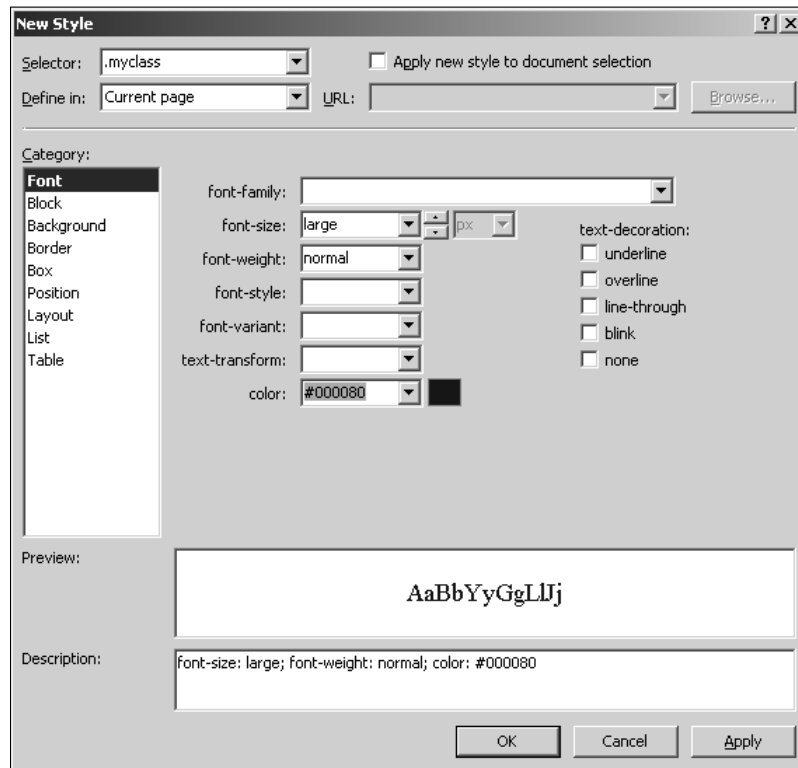 New Style
Selector: .myclass Apply new style to document selection
Define in: Current page URL: Browse...
Category:
Font
Block
Background
Border
Box
Position
Layout
List
Table
font-family:
font-size: large px
font-weight: normal
font-style:
font-variant:
text-transform:
color: #000080
text-decoration:
underline
overline
line-through
blink
none
Preview: AaBbYyGgLlJj
Description: font-size: large; font-weight: normal; color: #000080
OK Cancel Apply